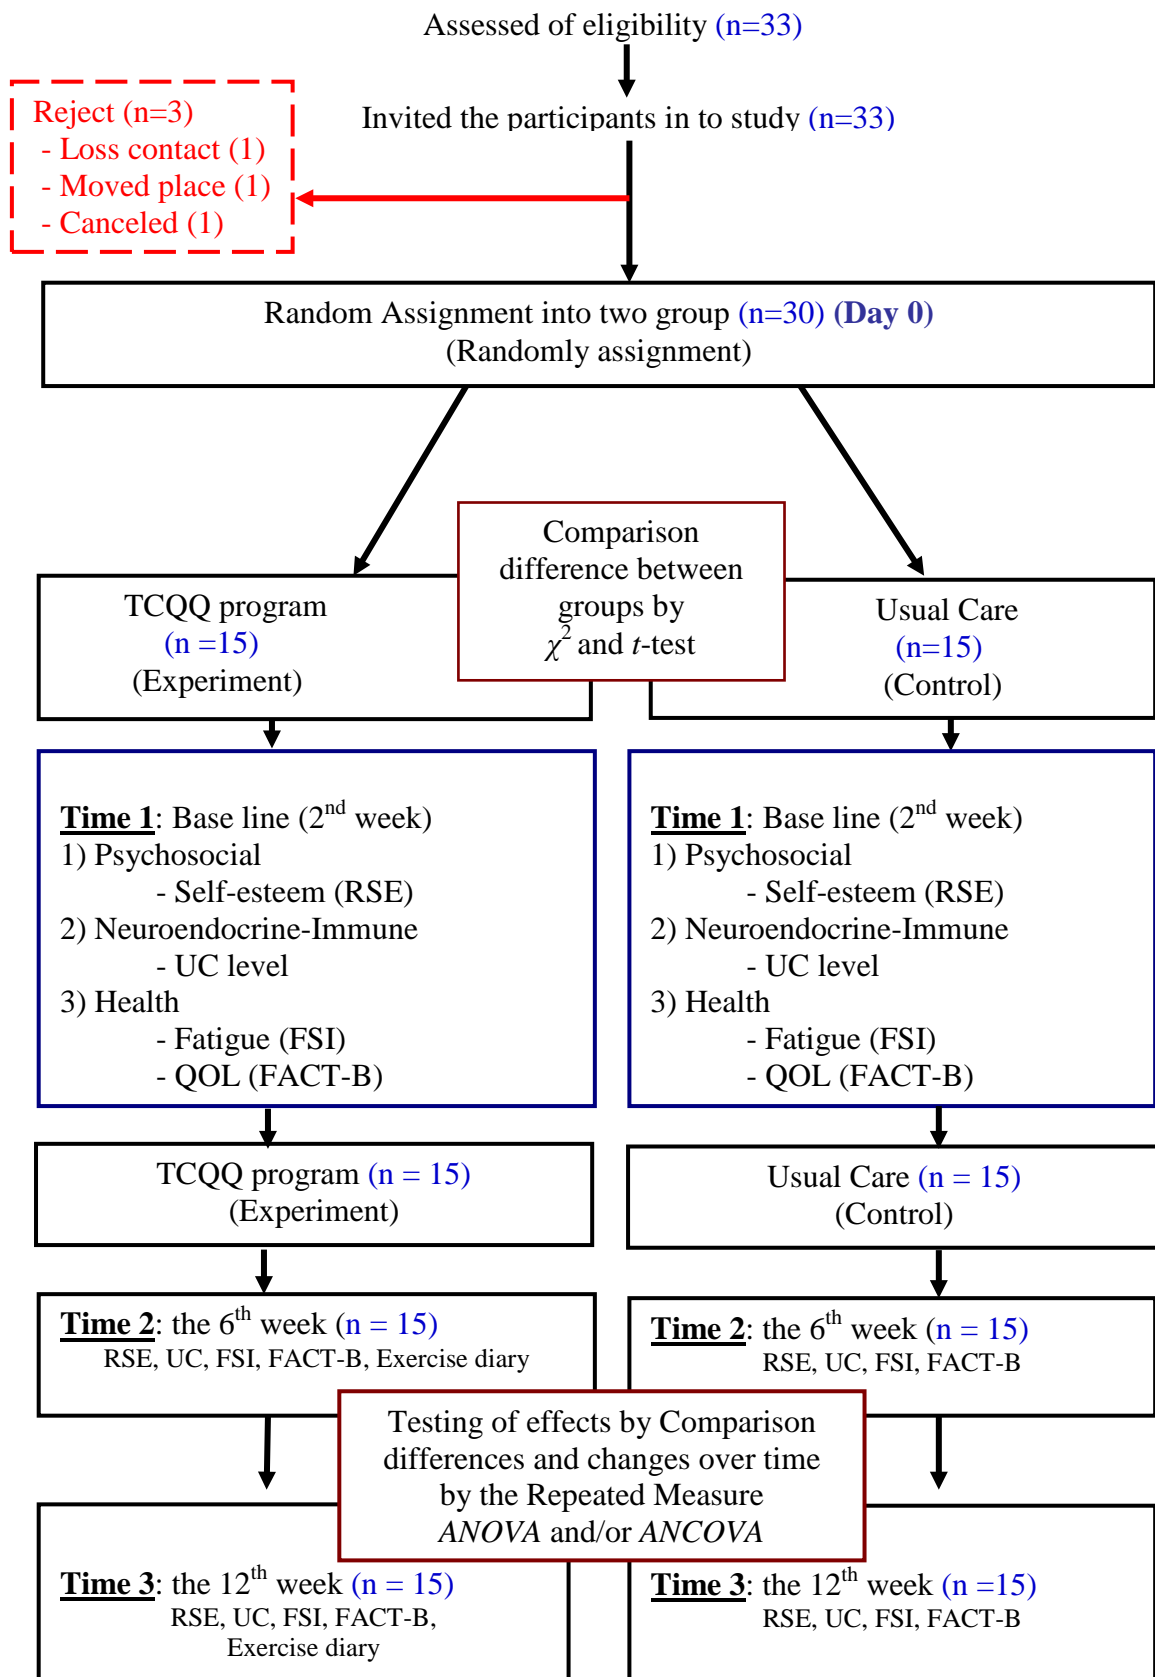 Assessed of eligibility (n=33)
Reject (n=3)
- Loss contact (1)
- Moved place (1)
- Canceled (1)
Invited the participants in to study (n=33)
Random Assignment into two group (n=30) (Day 0)
(Randomly assignment)
Comparison
difference between
groups by
χ² and t-test
TCQQ program
(n =15)
(Experiment)
Usual Care
(n=15)
(Control)
Time 1: Base line (2nd week)
1) Psychosocial
- Self-esteem (RSE)
2) Neuroendocrine-Immune
- UC level
3) Health
- Fatigue (FSI)
- QOL (FACT-B)
Time 1: Base line (2nd week)
1) Psychosocial
- Self-esteem (RSE)
2) Neuroendocrine-Immune
- UC level
3) Health
- Fatigue (FSI)
- QOL (FACT-B)
TCQQ program (n = 15)
(Experiment)
Usual Care (n = 15)
(Control)
Time 2: the 6th week (n = 15)
RSE, UC, FSI, FACT-B, Exercise diary
Time 2: the 6th week (n = 15)
RSE, UC, FSI, FACT-B
Testing of effects by Comparison
differences and changes over time
by the Repeated Measure
ANOVA and/or ANCOVA
Time 3: the 12th week (n = 15)
RSE, UC, FSI, FACT-B,
Exercise diary
Time 3: the 12th week (n =15)
RSE, UC, FSI, FACT-B